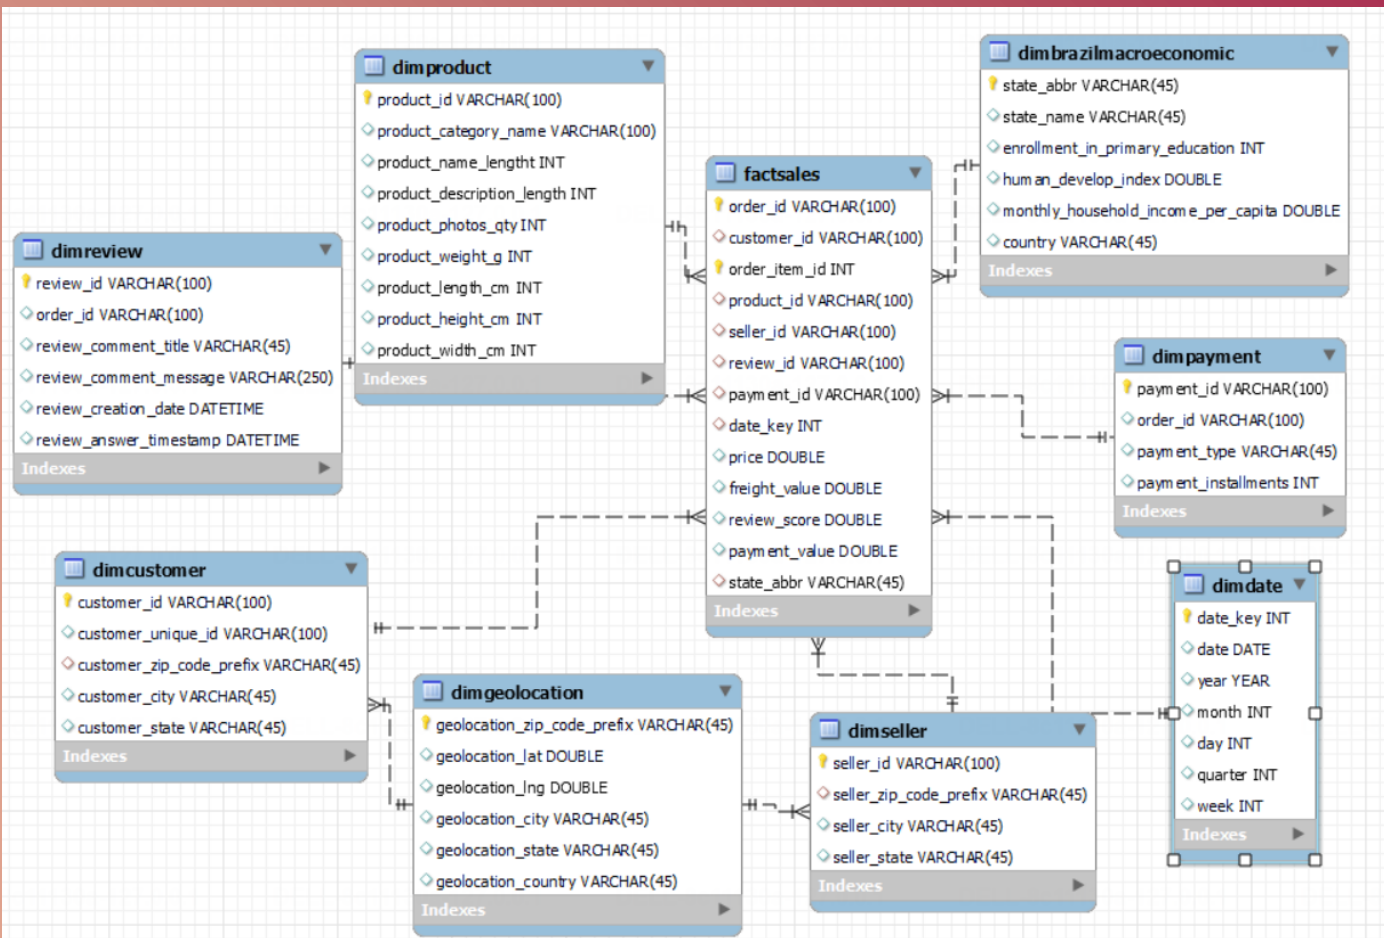 dimproduct
product_id VARCHAR(100)
product_category_name VARCHAR(100)
product_name_lenght INT
product_description_length INT
product_photos_qty INT
product_weight_g INT
product_length_cm INT
product_height_cm INT
product_width_cm INT
Indexes
dimbrazilmacroeconomic
state_abbr VARCHAR(45)
state_name VARCHAR(45)
enrollment_in_primary_education INT
human_develop_index DOUBLE
monthly_household_income_per_capita DOUBLE
country VARCHAR(45)
Indexes
factsales
order_id VARCHAR(100)
customer_id VARCHAR(100)
order_item_id INT
product_id VARCHAR(100)
seller_id VARCHAR(100)
review_id VARCHAR(100)
payment_id VARCHAR(100)
date_key INT
price DOUBLE
freight_value DOUBLE
review_score DOUBLE
payment_value DOUBLE
state_abbr VARCHAR(45)
Indexes
dimreview
review_id VARCHAR(100)
order_id VARCHAR(100)
review_comment_title VARCHAR(45)
review_comment_message VARCHAR(250)
review_creation_date DATETIME
review_answer_timestamp DATETIME
Indexes
dimpayment
payment_id VARCHAR(100)
order_id VARCHAR(100)
payment_type VARCHAR(45)
payment_installments INT
Indexes
dimcustomer
customer_id VARCHAR(100)
customer_unique_id VARCHAR(100)
customer_zip_code_prefix VARCHAR(45)
customer_city VARCHAR(45)
customer_state VARCHAR(45)
Indexes
dimdate
date_key INT
date DATE
year YEAR
month INT
day INT
quarter INT
week INT
Indexes
dimgeolocation
geolocation_zip_code_prefix VARCHAR(45)
geolocation_lat DOUBLE
geolocation_lng DOUBLE
geolocation_city VARCHAR(45)
geolocation_state VARCHAR(45)
geolocation_country VARCHAR(45)
Indexes
dimseller
seller_id VARCHAR(100)
seller_zip_code_prefix VARCHAR(45)
seller_city VARCHAR(45)
seller_state VARCHAR(45)
Indexes